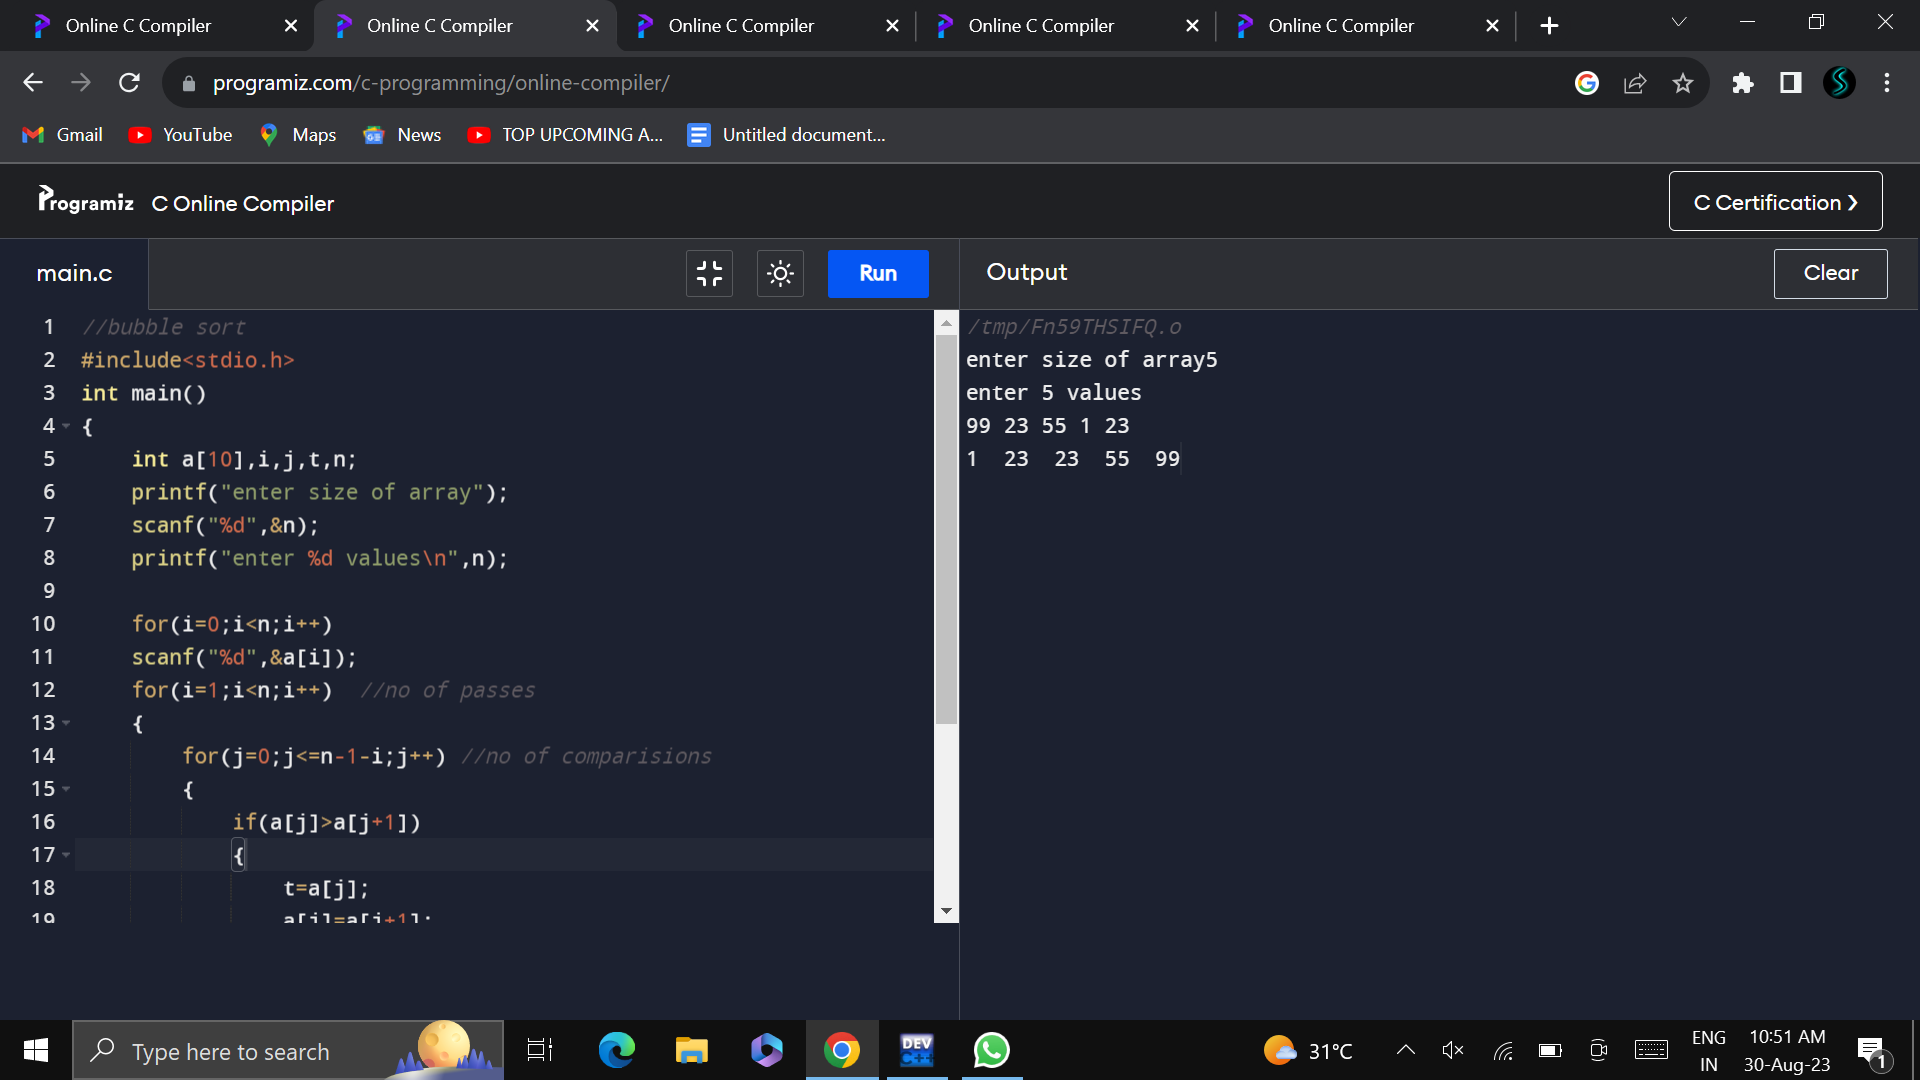 Online C Compiler
Online C Compiler
Online C Compiler
Online C Compiler
Online C Compiler
programiz.com/c-programming/online-compiler/
Gmail
YouTube
Maps
News
TOP UPCOMING A...
Untitled document...
Programiz
C Online Compiler
C Certification ❯
main.c
Run
Output
Clear
1 //bubble sort
2 #include<stdio.h>
3 int main()
4 {
5 int a[10],i,j,t,n;
6 printf("enter size of array");
7 scanf("%d",&n);
8 printf("enter %d values\n",n);
9
10 for(i=0;i<n;i++)
11 scanf("%d",&a[i]);
12 for(i=1;i<n;i++) //no of passes
13 {
14 for(j=0;j<=n-1-i;j++) //no of comparisions
15 {
16 if(a[j]>a[j+1])
17 {
18 t=a[j];
19 a[j]=a[j+1];
/tmp/Fn59THSIFQ.o
enter size of array5
enter 5 values
99 23 55 1 23
1 23 23 55 99
Type here to search
DEV
C++
31°C
ENG
IN
10:51 AM
30-Aug-23
1